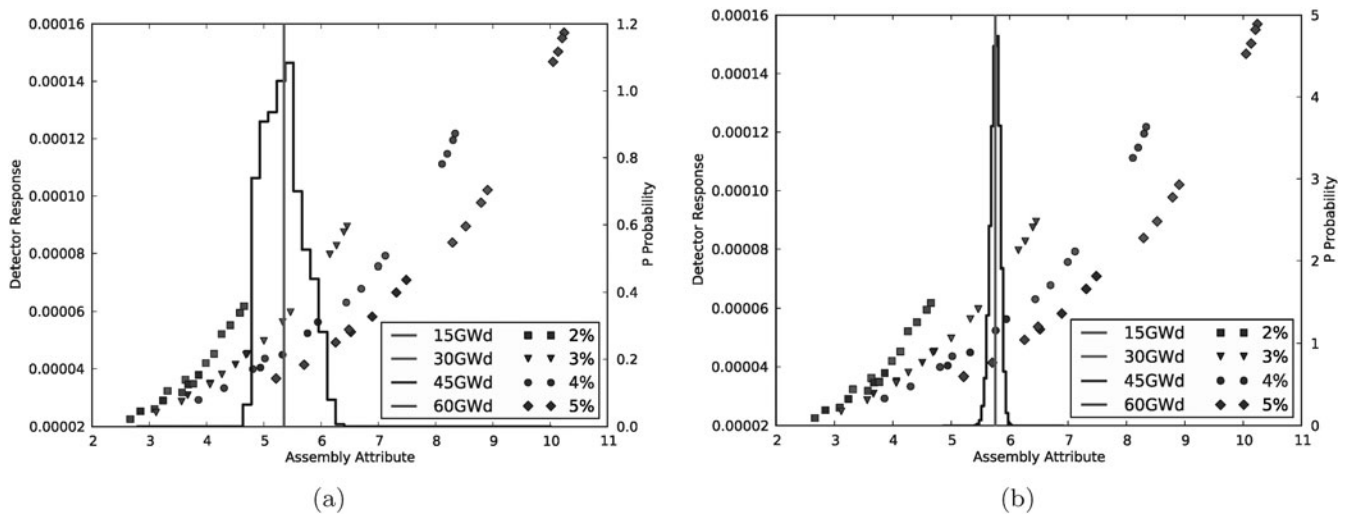 0.00016
0.00014
0.00012
0.00010
0.00008
0.00006
0.00004
0.00002
Detector Response
2 3 4 5 6 7 8 9 10 11
Assembly Attribute
1.2
1.0
0.8
0.6
0.4
0.2
0.0
P Probability
15GWd 2%
30GWd 3%
45GWd 4%
60GWd 5%
(a)
0.00016
0.00014
0.00012
0.00010
0.00008
0.00006
0.00004
0.00002
Detector Response
2 3 4 5 6 7 8 9 10 11
Assembly Attribute
5
4
3
2
1
0
P Probability
15GWd 2%
30GWd 3%
45GWd 4%
60GWd 5%
(b)